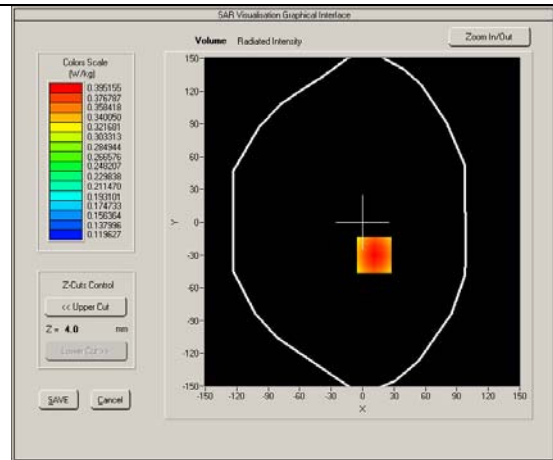 SAR Visualisation Graphical Interface
Volume Radiated Intensity
Zoom In/Out
Colors Scale
(W/kg)
0.395155
0.376787
0.358418
0.340050
0.321681
0.303313
0.284944
0.266576
0.248207
0.229838
0.211470
0.193101
0.174733
0.156364
0.137996
0.119627
Z-Cuts Control
<< Upper Cut
Z = 4.0 mm
Lower Cut >>
SAVE Cancel
150
120
90
60
30
0
-30
-60
-90
-120
-150
Y
-150 -120 -90 -60 -30 0 30 60 90 120 150
X